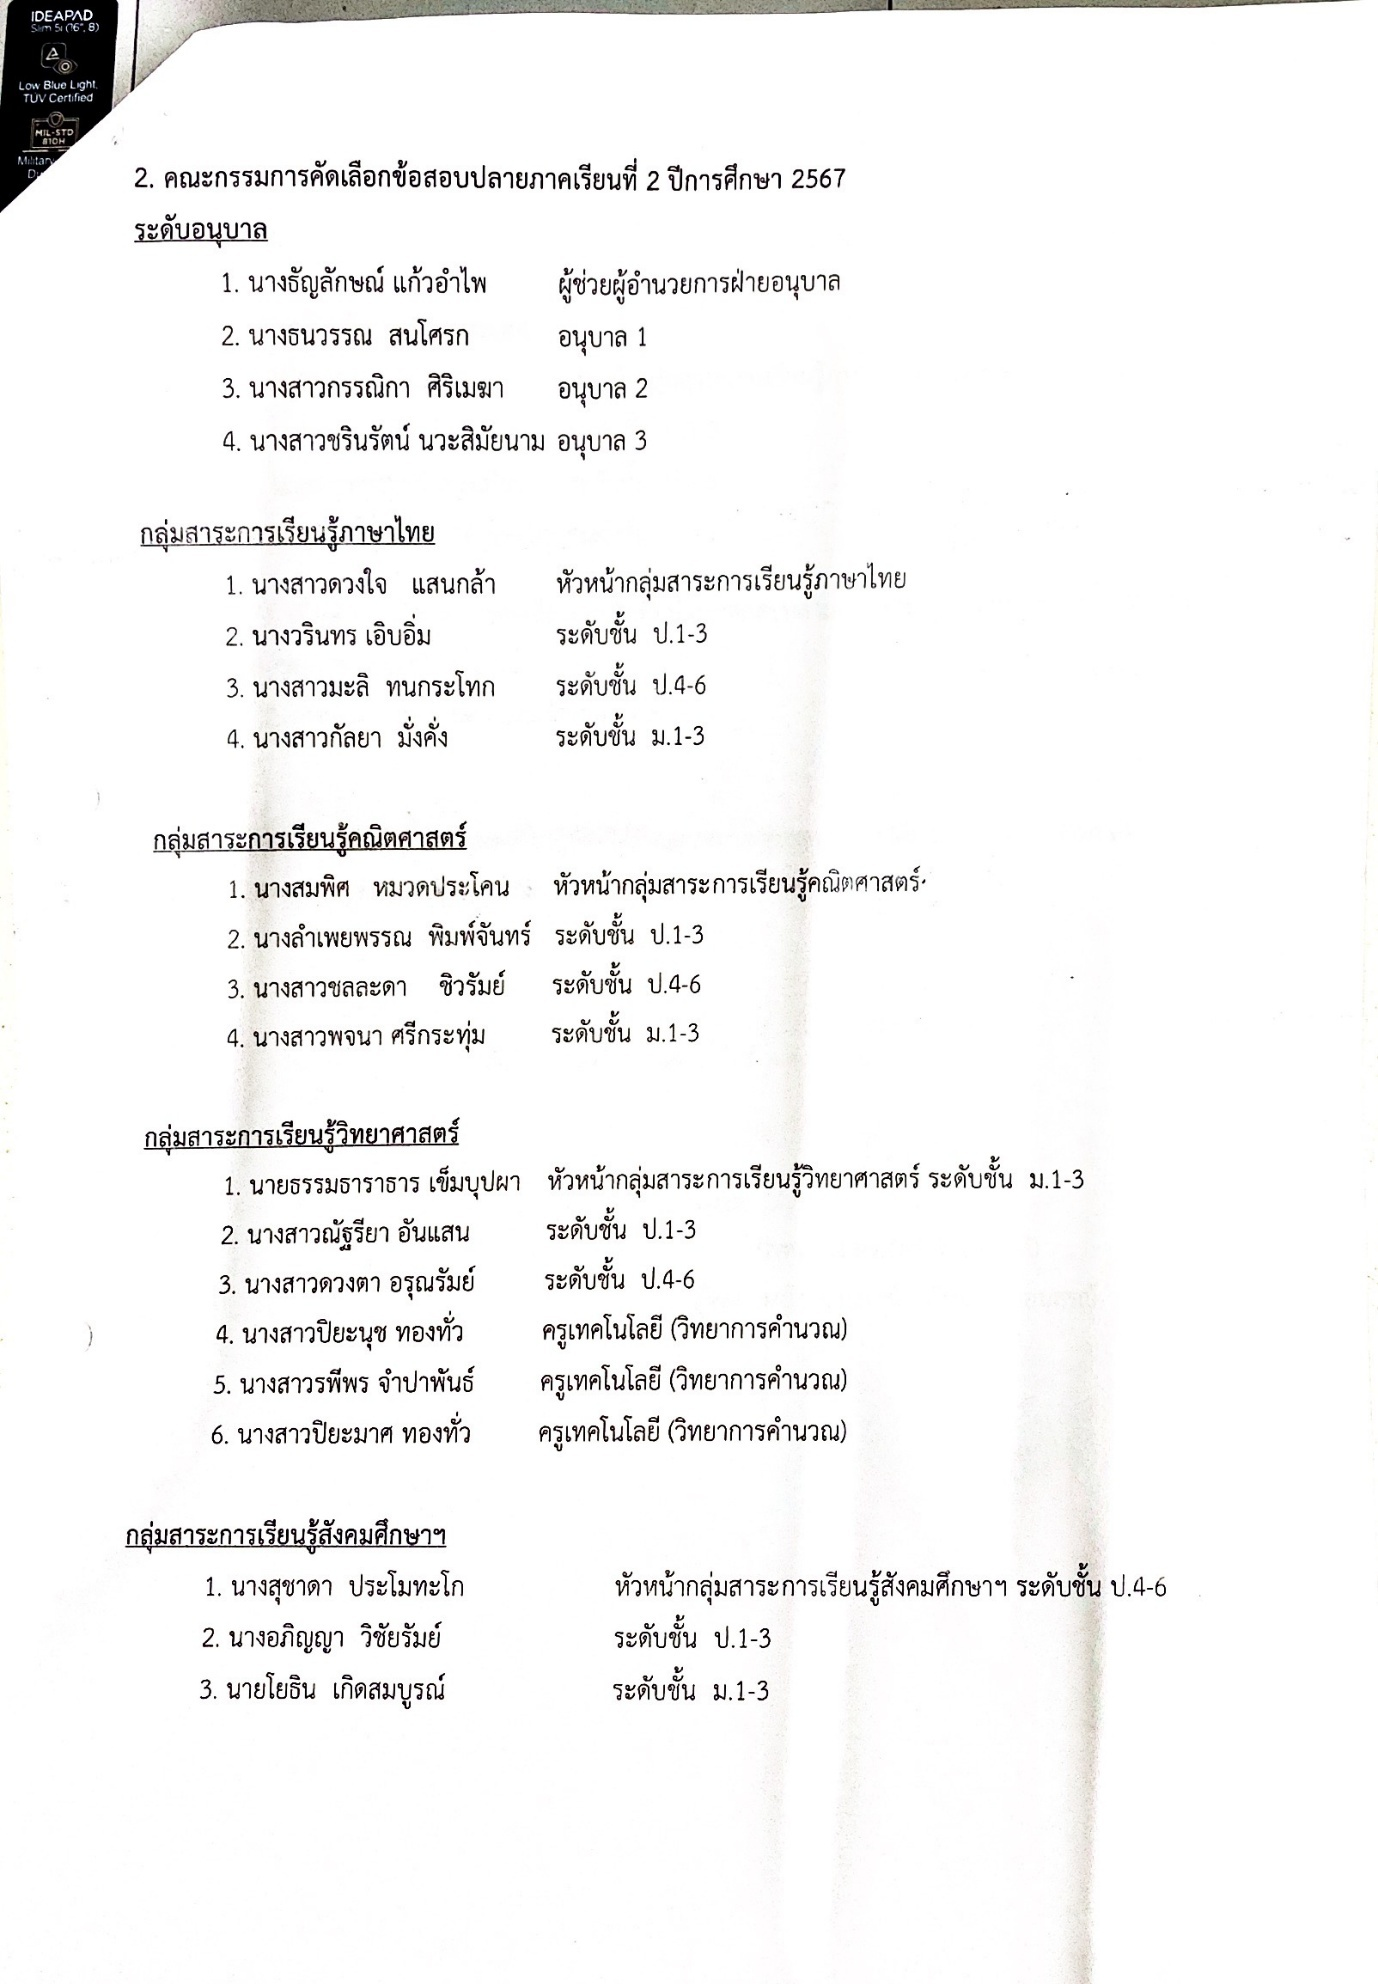 IDEAPAD
Slim 5i (16", 8)
Low Blue Light,
TÜV Certified
MIL-STD
810H
2. คณะกรรมการคัดเลือกข้อสอบปลายภาคเรียนที่ 2 ปีการศึกษา 2567
ระดับอนุบาล
1. นางธัญลักษณ์ แก้วอำไพ ผู้ช่วยผู้อำนวยการฝ่ายอนุบาล
2. นางธนวรรณ สนโศรก อนุบาล 1
3. นางสาวกรรณิกา ศิริเมฆา อนุบาล 2
4. นางสาวชรินรัตน์ นวะสิมัยนาม อนุบาล 3
กลุ่มสาระการเรียนรู้ภาษาไทย
1. นางสาวดวงใจ แสนกล้า หัวหน้ากลุ่มสาระการเรียนรู้ภาษาไทย
2. นางวรินทร เอิบอิ่ม ระดับชั้น ป.1-3
3. นางสาวมะลิ ทนกระโทก ระดับชั้น ป.4-6
4. นางสาวกัลยา มั่งคั่ง ระดับชั้น ม.1-3
กลุ่มสาระการเรียนรู้คณิตศาสตร์
1. นางสมพิศ หมวดประโคน หัวหน้ากลุ่มสาระการเรียนรู้คณิตศาสตร์
2. นางลำเพยพรรณ พิมพ์จันทร์ ระดับชั้น ป.1-3
3. นางสาวชลละดา ชิวรัมย์ ระดับชั้น ป.4-6
4. นางสาวพจนา ศรีกระทุ่ม ระดับชั้น ม.1-3
กลุ่มสาระการเรียนรู้วิทยาศาสตร์
1. นายธรรมธาราธาร เข็มบุปผา หัวหน้ากลุ่มสาระการเรียนรู้วิทยาศาสตร์ ระดับชั้น ม.1-3
2. นางสาวณัฐรียา อันแสน ระดับชั้น ป.1-3
3. นางสาวดวงตา อรุณรัมย์ ระดับชั้น ป.4-6
4. นางสาวปิยะนุช ทองทั่ว ครูเทคโนโลยี (วิทยาการคำนวณ)
5. นางสาวรพีพร จำปาพันธ์ ครูเทคโนโลยี (วิทยาการคำนวณ)
6. นางสาวปิยะมาศ ทองทั่ว ครูเทคโนโลยี (วิทยาการคำนวณ)
กลุ่มสาระการเรียนรู้สังคมศึกษาฯ
1. นางสุชาดา ประโมทะโก หัวหน้ากลุ่มสาระการเรียนรู้สังคมศึกษาฯ ระดับชั้น ป.4-6
2. นางอภิญญา วิชัยรัมย์ ระดับชั้น ป.1-3
3. นายโยธิน เกิดสมบูรณ์ ระดับชั้น ม.1-3